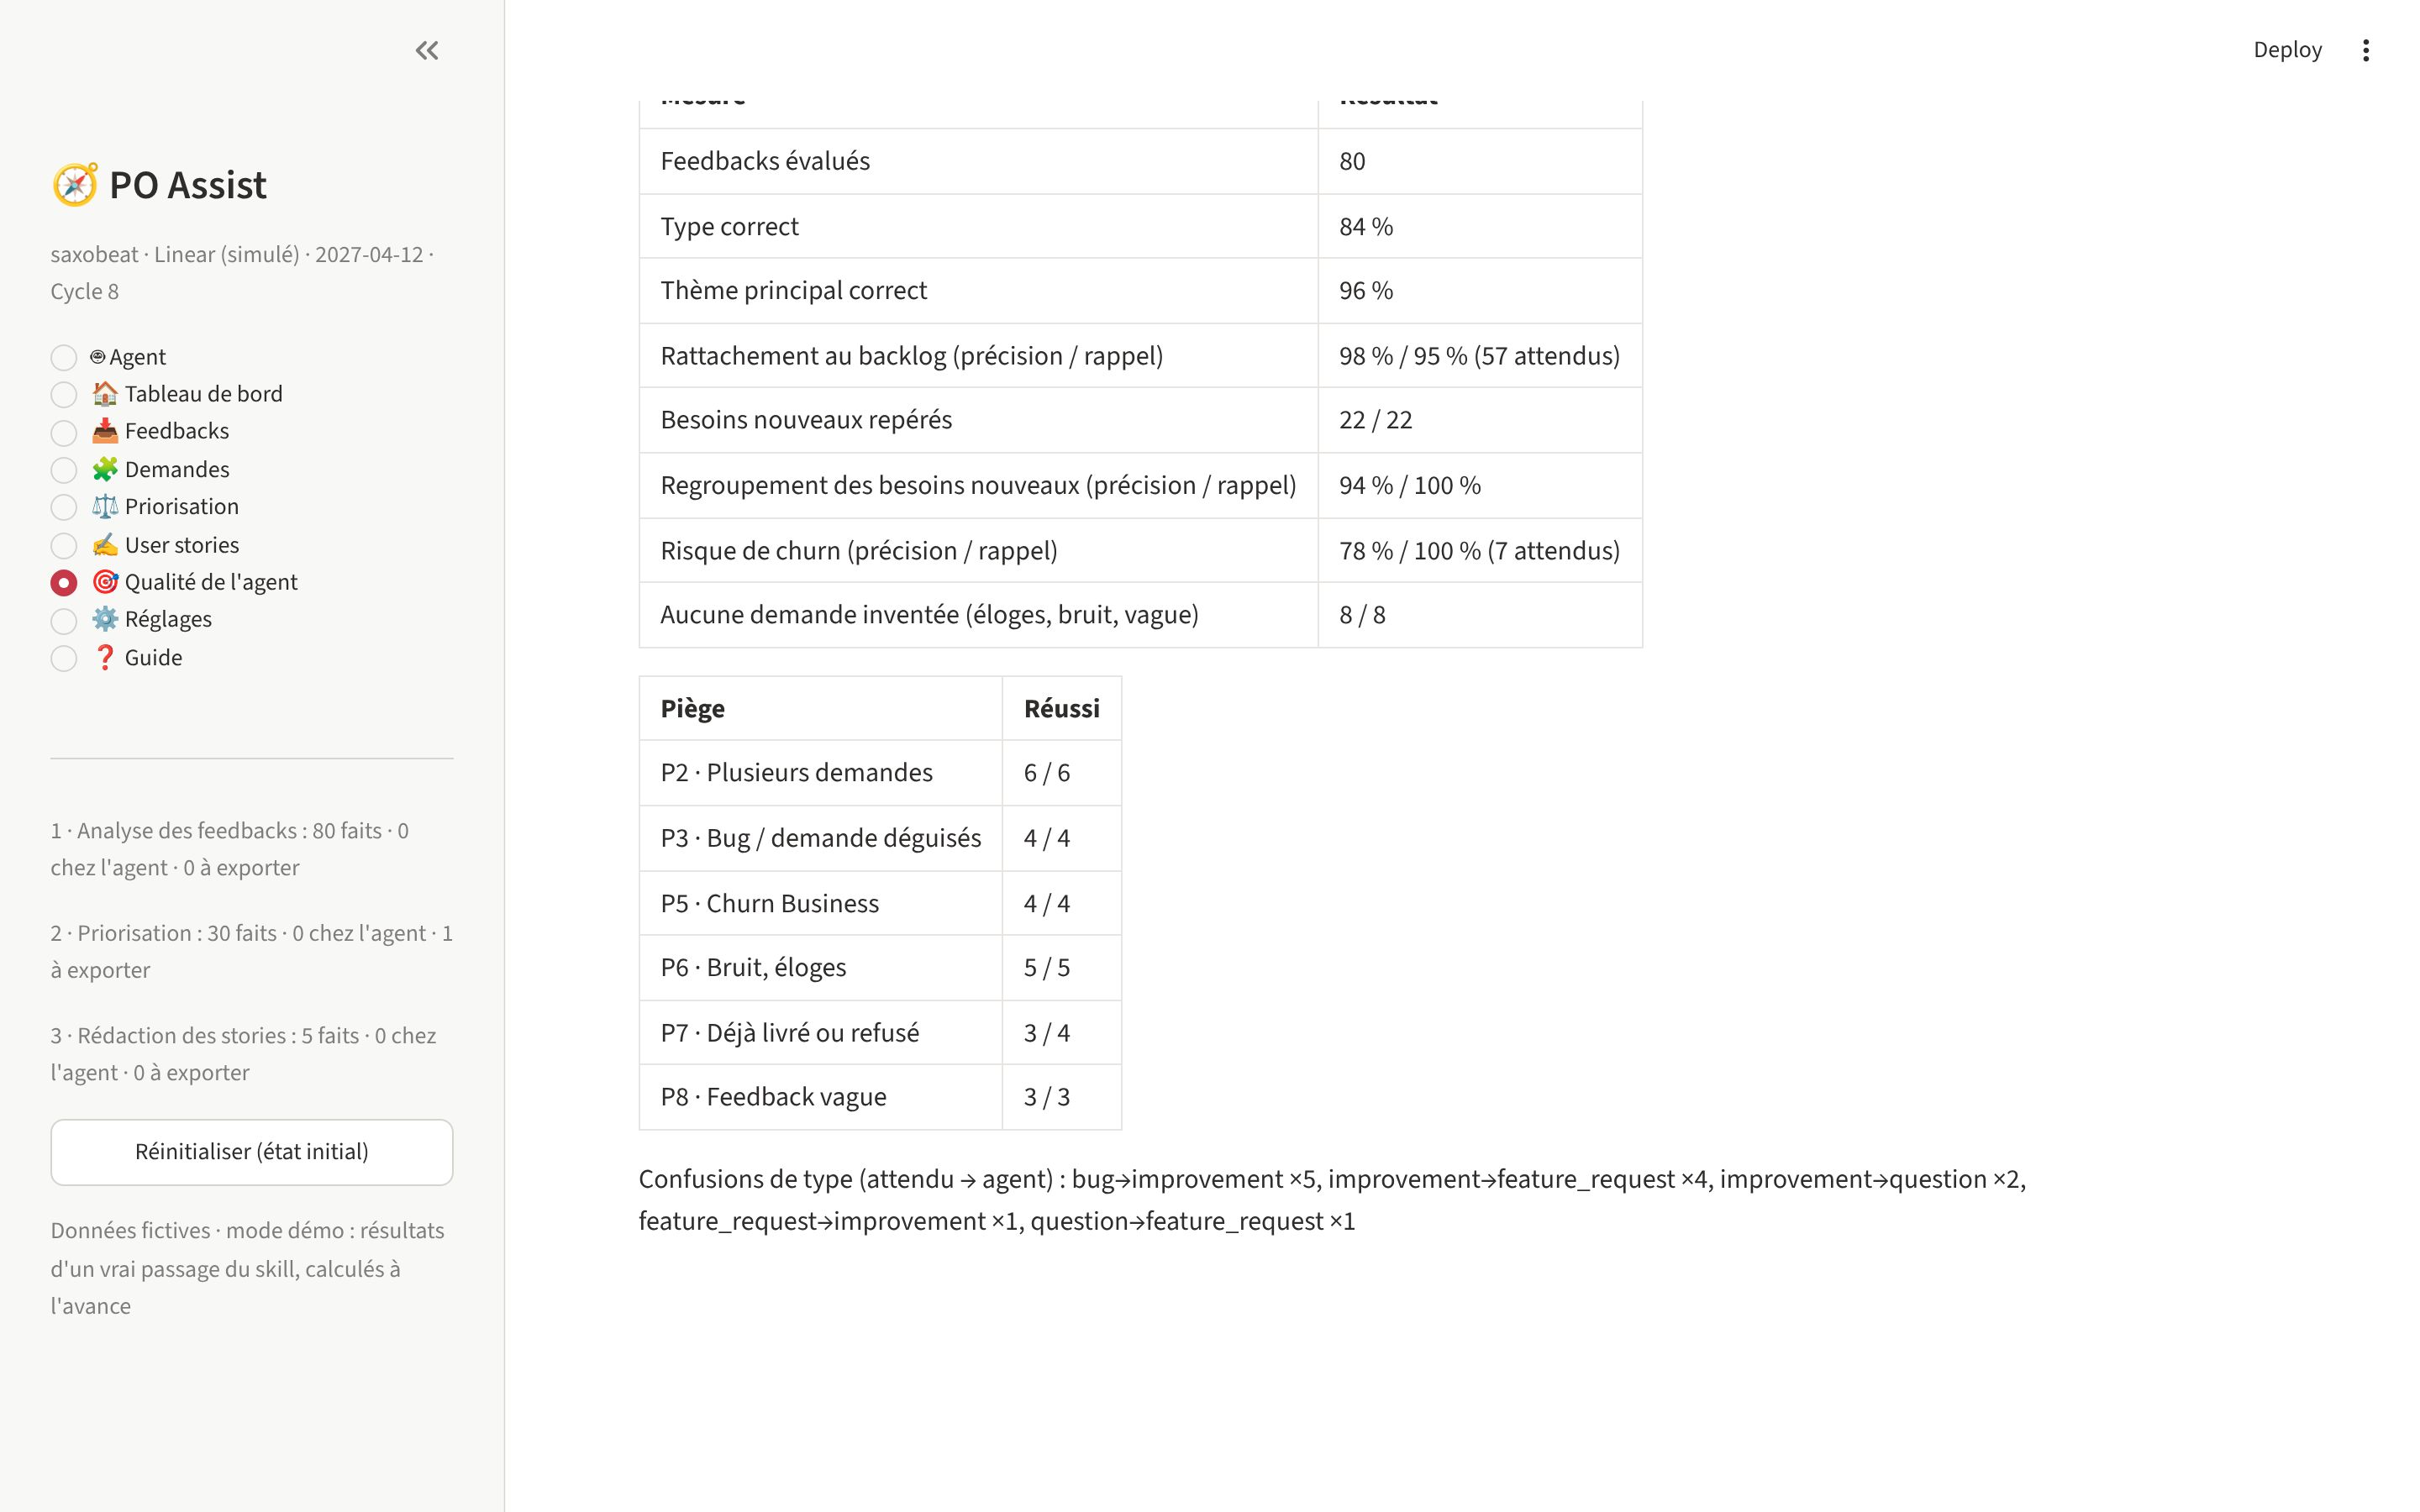 Deploy
🧭 PO Assist
saxobeat · Linear (simulé) · 2027-04-12 ·
Cycle 8
Agent
🏠 Tableau de bord
📥 Feedbacks
🧩 Demandes
⚖️ Priorisation
✍️ User stories
🎯 Qualité de l'agent
⚙️ Réglages
❓ Guide
1 · Analyse des feedbacks : 80 faits · 0
chez l'agent · 0 à exporter
2 · Priorisation : 30 faits · 0 chez l'agent · 1
à exporter
3 · Rédaction des stories : 5 faits · 0 chez
l'agent · 0 à exporter
Réinitialiser (état initial)
Données fictives · mode démo : résultats
d'un vrai passage du skill, calculés à
l'avance
Mesure Résultat
Feedbacks évalués 80
Type correct 84 %
Thème principal correct 96 %
Rattachement au backlog (précision / rappel) 98 % / 95 % (57 attendus)
Besoins nouveaux repérés 22 / 22
Regroupement des besoins nouveaux (précision / rappel) 94 % / 100 %
Risque de churn (précision / rappel) 78 % / 100 % (7 attendus)
Aucune demande inventée (éloges, bruit, vague) 8 / 8
Piège Réussi
P2 · Plusieurs demandes 6 / 6
P3 · Bug / demande déguisés 4 / 4
P5 · Churn Business 4 / 4
P6 · Bruit, éloges 5 / 5
P7 · Déjà livré ou refusé 3 / 4
P8 · Feedback vague 3 / 3
Confusions de type (attendu → agent) : bug→improvement ×5, improvement→feature_request ×4, improvement→question ×2,
feature_request→improvement ×1, question→feature_request ×1